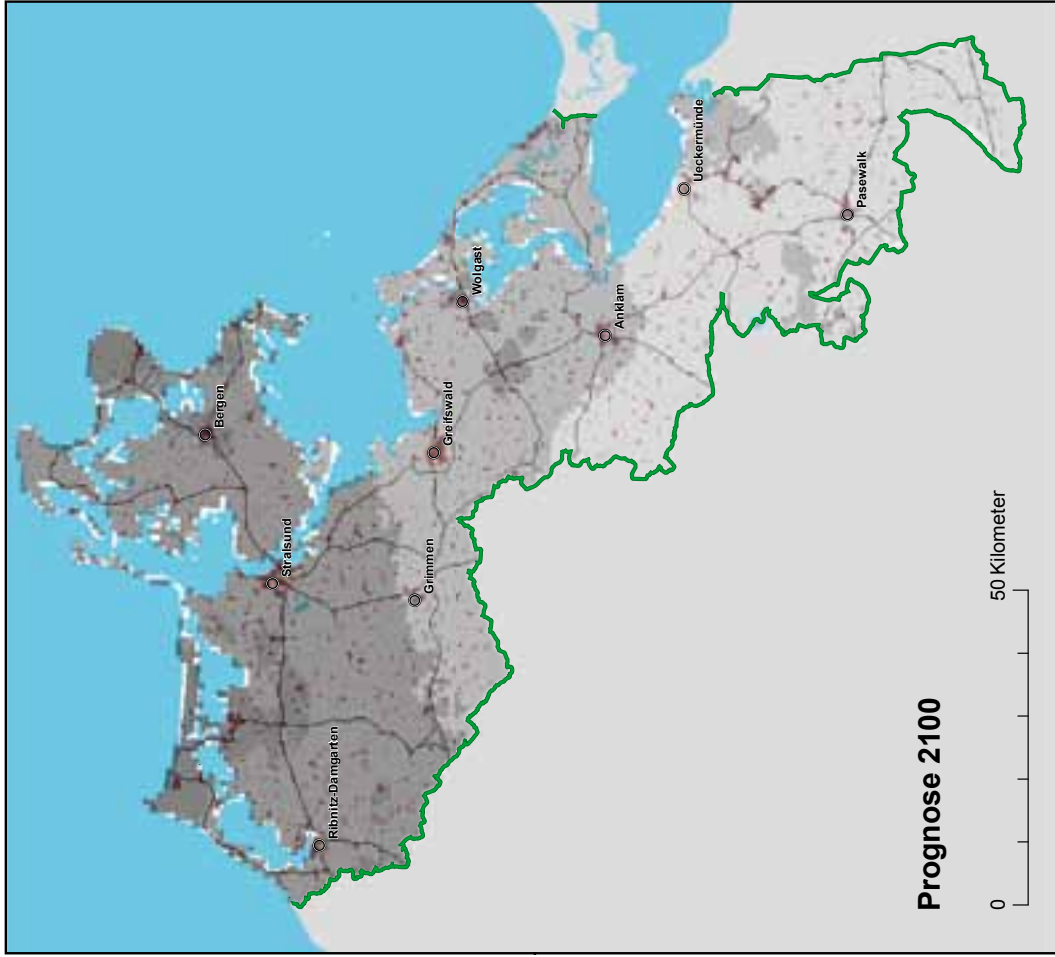 Bergen
Stralsund
Ribnitz-Damgarten
Grimmen
Greifswald
Wolgast
Anklam
Ueckermünde
Pasewalk
Prognose 2100
0
50 Kilometer